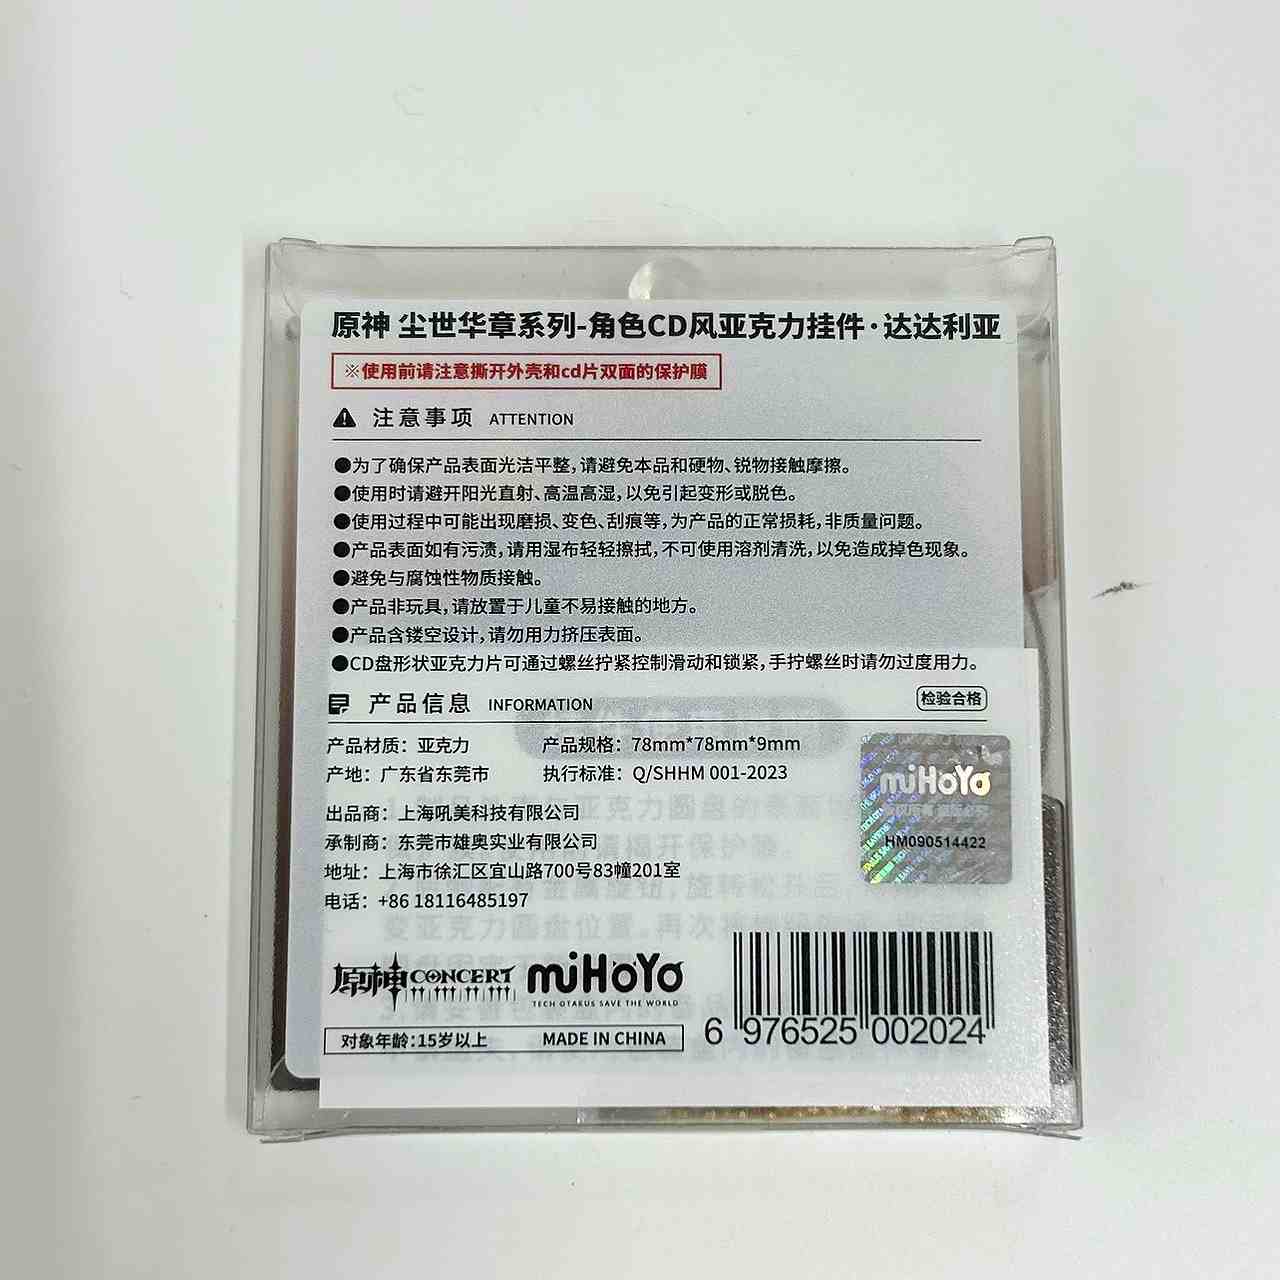 原神 尘世华章系列-角色CD风亚克力挂件·达达利亚
※使用前请注意撕开外壳和cd片双面的保护膜
注意事项 ATTENTION
●为了确保产品表面光洁平整,请避免本品和硬物、锐物接触摩擦。
●使用时请避开阳光直射、高温高湿,以免引起变形或脱色。
●使用过程中可能出现磨损、变色、刮痕等,为产品的正常损耗,非质量问题。
●产品表面如有污渍,请用湿布轻轻擦拭,不可使用溶剂清洗,以免造成掉色现象。
●避免与腐蚀性物质接触。
●产品非玩具,请放置于儿童不易接触的地方。
●产品含镂空设计,请勿用力挤压表面。
●CD盘形状亚克力片可通过螺丝拧紧控制滑动和锁紧,手拧螺丝时请勿过度用力。
产品信息 INFORMATION 检验合格
产品材质：亚克力 产品规格：78mm*78mm*9mm
产地：广东省东莞市 执行标准：Q/SHHM 001-2023
出品商：上海吼美科技有限公司
承制商：东莞市雄奥实业有限公司
地址：上海市徐汇区宜山路700号83幢201室
电话：+86 18116485197
miHoYo
HM090514422
原神 CONCERT miHoYo
TECH OTAKUS SAVE THE WORLD
对象年龄:15岁以上 MADE IN CHINA
6 976525 002024